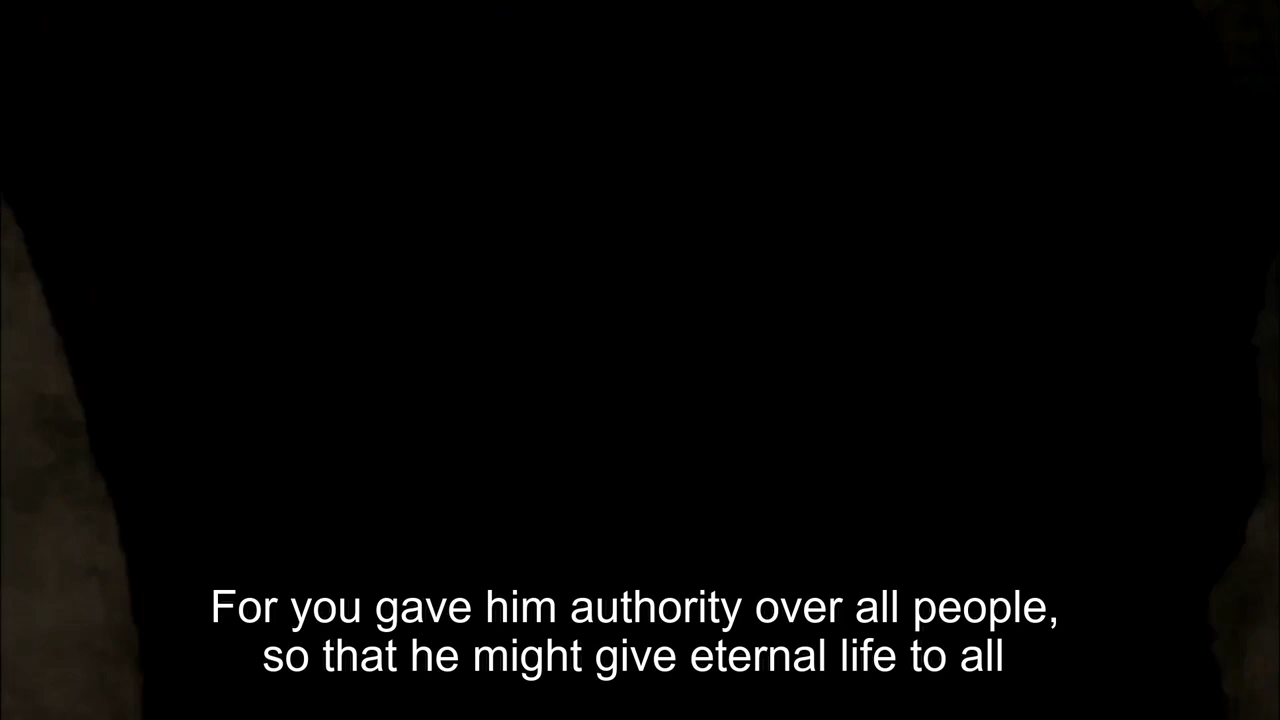 For you gave him authority over all people,
so that he might give eternal life to all